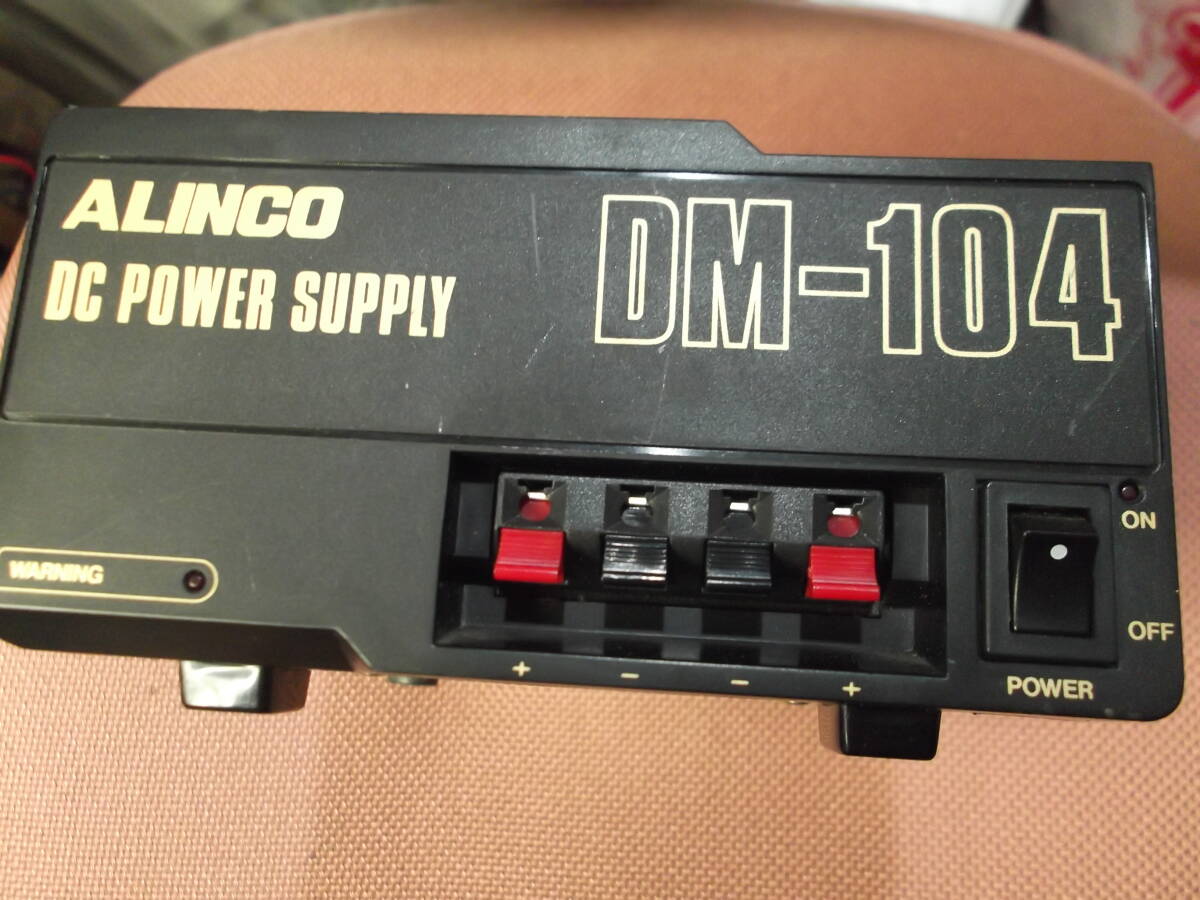 ALINCO
DC POWER SUPPLY
DM-104
WARNING
ON
OFF
POWER
+ − − +